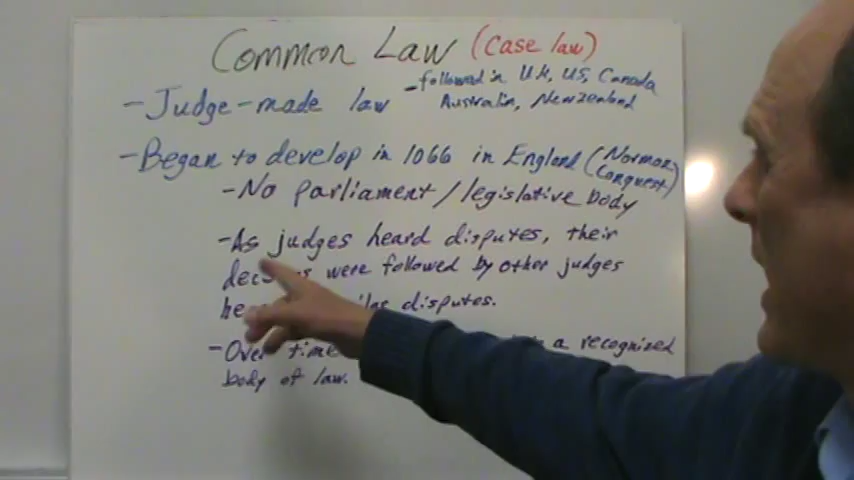 Common Law (Case law)
- Judge-made law - followed in UK, US, Canada
Australia, New Zealand
- Began to develop in 1066 in England (Norman
Conquest)
- No parliament/legislative body
- As judges heard disputes, their
were followed by other judges
disputes.
- Over time a recognized
body of law.